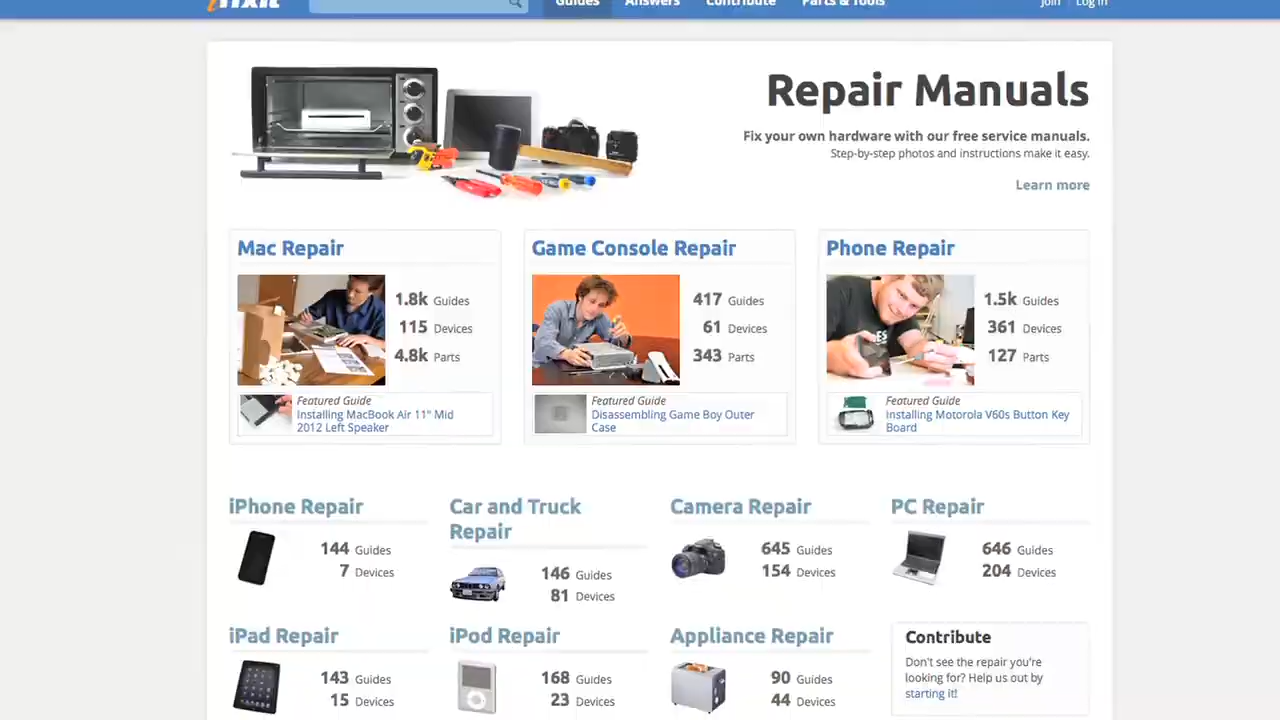 ifixit
Guides
Answers
Contribute
Parts & Tools
Join
Log In
Repair Manuals
Fix your own hardware with our free service manuals.
Step-by-step photos and instructions make it easy.
Learn more
Mac Repair
1.8k Guides
115 Devices
4.8k Parts
Featured Guide
Installing MacBook Air 11" Mid
2012 Left Speaker
Game Console Repair
417 Guides
61 Devices
343 Parts
Featured Guide
Disassembling Game Boy Outer
Case
Phone Repair
1.5k Guides
361 Devices
127 Parts
Featured Guide
Installing Motorola V60s Button Key
Board
iPhone Repair
144 Guides
7 Devices
Car and Truck
Repair
146 Guides
81 Devices
Camera Repair
645 Guides
154 Devices
PC Repair
646 Guides
204 Devices
iPad Repair
143 Guides
15 Devices
iPod Repair
168 Guides
23 Devices
Appliance Repair
90 Guides
44 Devices
Contribute
Don't see the repair you're
looking for? Help us out by
starting it!